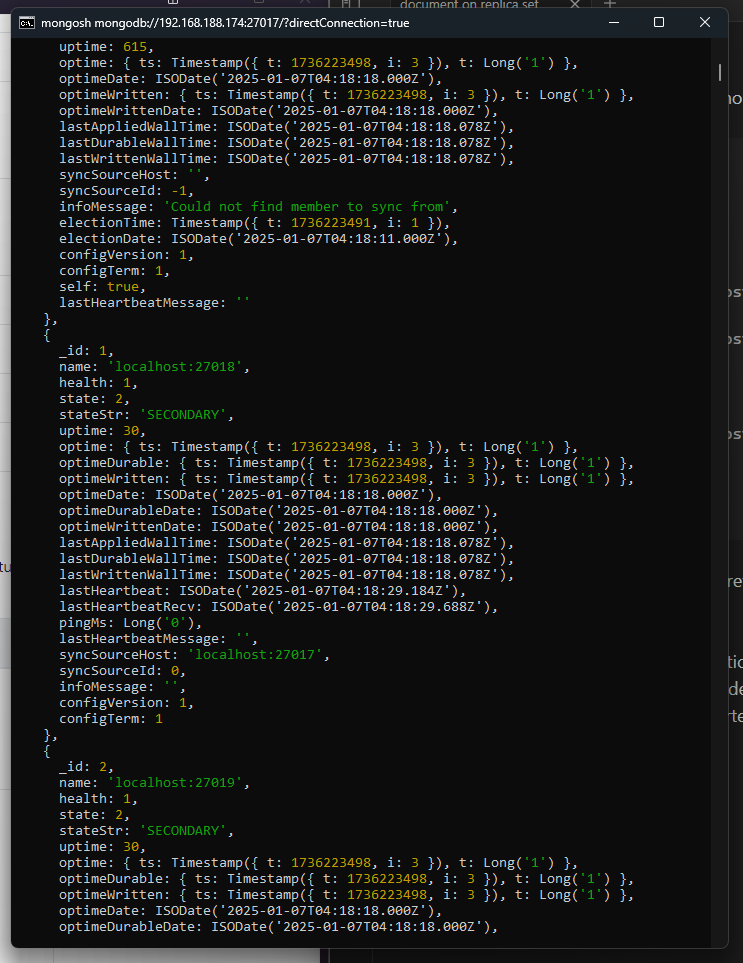 document on replica set
mongosh mongodb://192.168.188.174:27017/?directConnection=true
uptime: 615,
optime: { ts: Timestamp({ t: 1736223498, i: 3 }), t: Long('1') },
optimeDate: ISODate('2025-01-07T04:18:18.000Z'),
optimeWritten: { ts: Timestamp({ t: 1736223498, i: 3 }), t: Long('1') },
optimeWrittenDate: ISODate('2025-01-07T04:18:18.000Z'),
lastAppliedWallTime: ISODate('2025-01-07T04:18:18.078Z'),
lastDurableWallTime: ISODate('2025-01-07T04:18:18.078Z'),
lastWrittenWallTime: ISODate('2025-01-07T04:18:18.078Z'),
syncSourceHost: '',
syncSourceId: -1,
infoMessage: 'Could not find member to sync from',
electionTime: Timestamp({ t: 1736223491, i: 1 }),
electionDate: ISODate('2025-01-07T04:18:11.000Z'),
configVersion: 1,
configTerm: 1,
self: true,
lastHeartbeatMessage: ''
},
{
_id: 1,
name: 'localhost:27018',
health: 1,
state: 2,
stateStr: 'SECONDARY',
uptime: 30,
optime: { ts: Timestamp({ t: 1736223498, i: 3 }), t: Long('1') },
optimeDurable: { ts: Timestamp({ t: 1736223498, i: 3 }), t: Long('1') },
optimeWritten: { ts: Timestamp({ t: 1736223498, i: 3 }), t: Long('1') },
optimeDate: ISODate('2025-01-07T04:18:18.000Z'),
optimeDurableDate: ISODate('2025-01-07T04:18:18.000Z'),
optimeWrittenDate: ISODate('2025-01-07T04:18:18.000Z'),
lastAppliedWallTime: ISODate('2025-01-07T04:18:18.078Z'),
lastDurableWallTime: ISODate('2025-01-07T04:18:18.078Z'),
lastWrittenWallTime: ISODate('2025-01-07T04:18:18.078Z'),
lastHeartbeat: ISODate('2025-01-07T04:18:29.184Z'),
lastHeartbeatRecv: ISODate('2025-01-07T04:18:29.688Z'),
pingMs: Long('0'),
lastHeartbeatMessage: '',
syncSourceHost: 'localhost:27017',
syncSourceId: 0,
infoMessage: '',
configVersion: 1,
configTerm: 1
},
{
_id: 2,
name: 'localhost:27019',
health: 1,
state: 2,
stateStr: 'SECONDARY',
uptime: 30,
optime: { ts: Timestamp({ t: 1736223498, i: 3 }), t: Long('1') },
optimeDurable: { ts: Timestamp({ t: 1736223498, i: 3 }), t: Long('1') },
optimeWritten: { ts: Timestamp({ t: 1736223498, i: 3 }), t: Long('1') },
optimeDate: ISODate('2025-01-07T04:18:18.000Z'),
optimeDurableDate: ISODate('2025-01-07T04:18:18.000Z'),